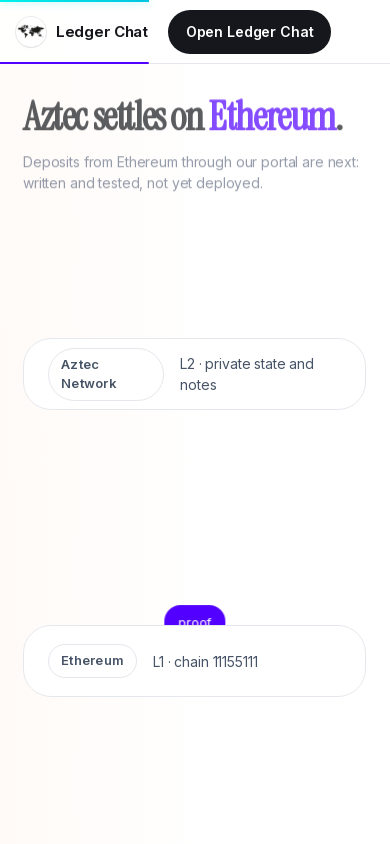 Ledger Chat
Open Ledger Chat
Aztec settles on Ethereum.
Deposits from Ethereum through our portal are next:
written and tested, not yet deployed.
Aztec
Network
L2 · private state and
notes
proof
Ethereum
L1 · chain 11155111